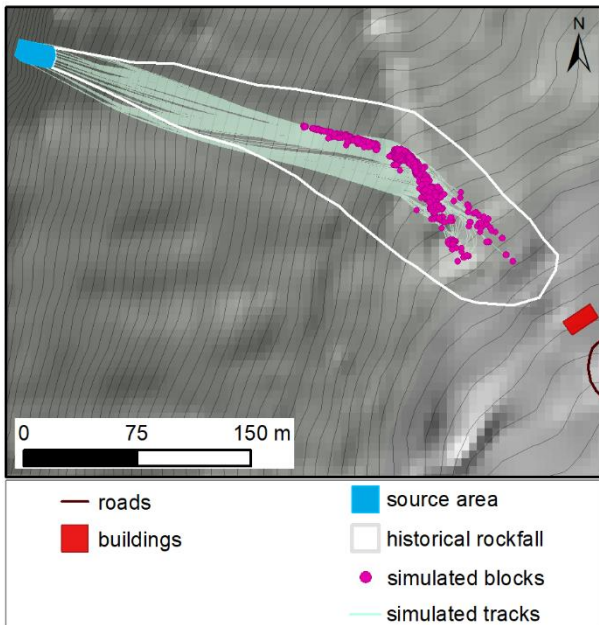 N
0 75 150 m
roads
buildings
source area
historical rockfall
simulated blocks
simulated tracks